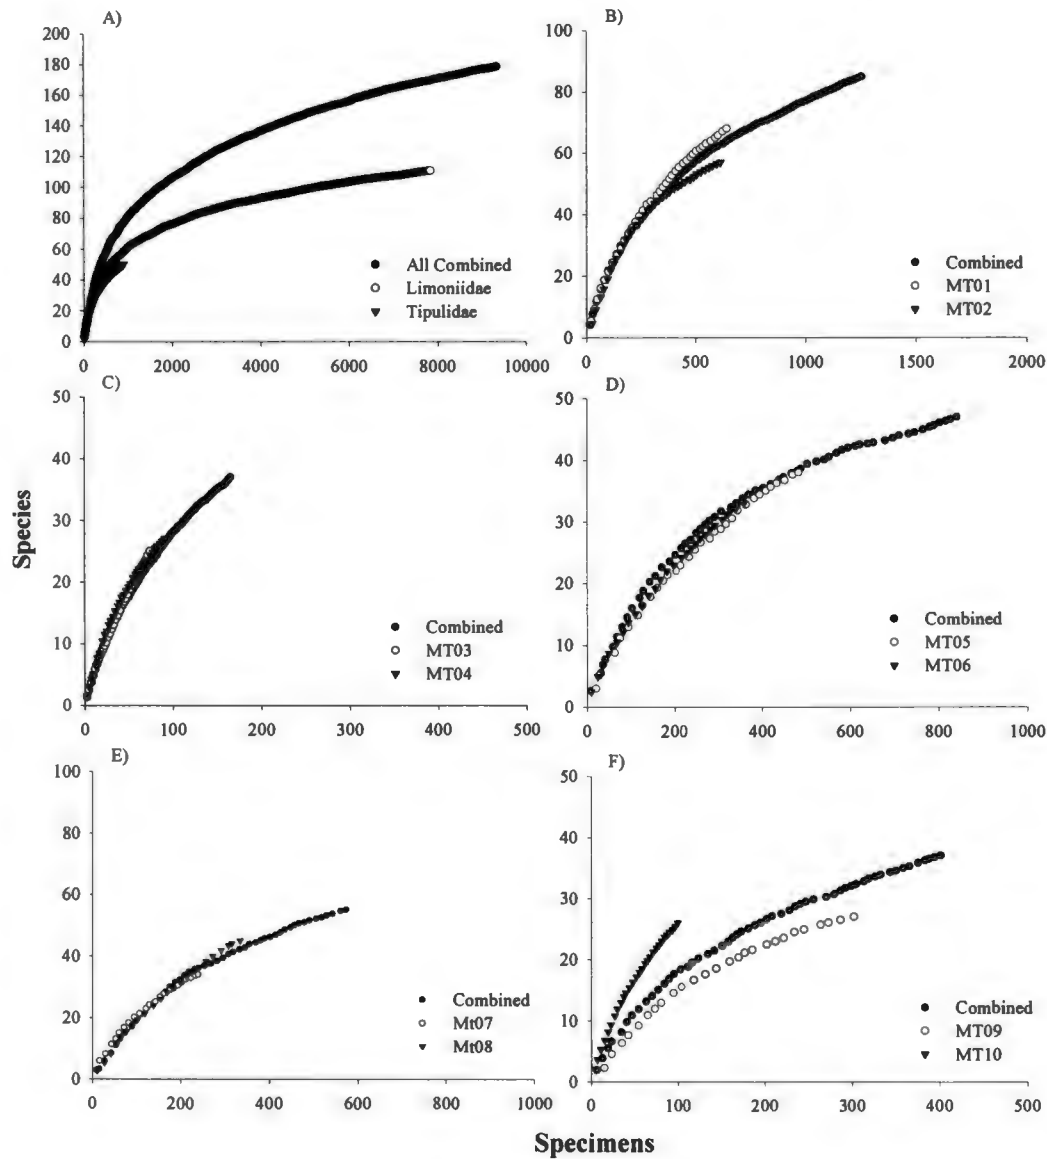 A)
200
180
160
140
120
100
80
60
40
20
0
0 2000 4000 6000 8000 10000
All Combined
Limoniidae
Tipulidae
B)
100
80
60
40
20
0
0 500 1000 1500 2000
Combined
MT01
MT02
C)
50
40
30
20
10
0
0 100 200 300 400 500
Combined
MT03
MT04
D)
50
40
30
20
10
0
0 200 400 600 800 1000
Combined
MT05
MT06
E)
100
80
60
40
20
0
0 200 400 600 800 1000
Combined
Mt07
Mt08
F)
50
40
30
20
10
0
0 100 200 300 400 500
Combined
MT09
MT10
Species
Specimens